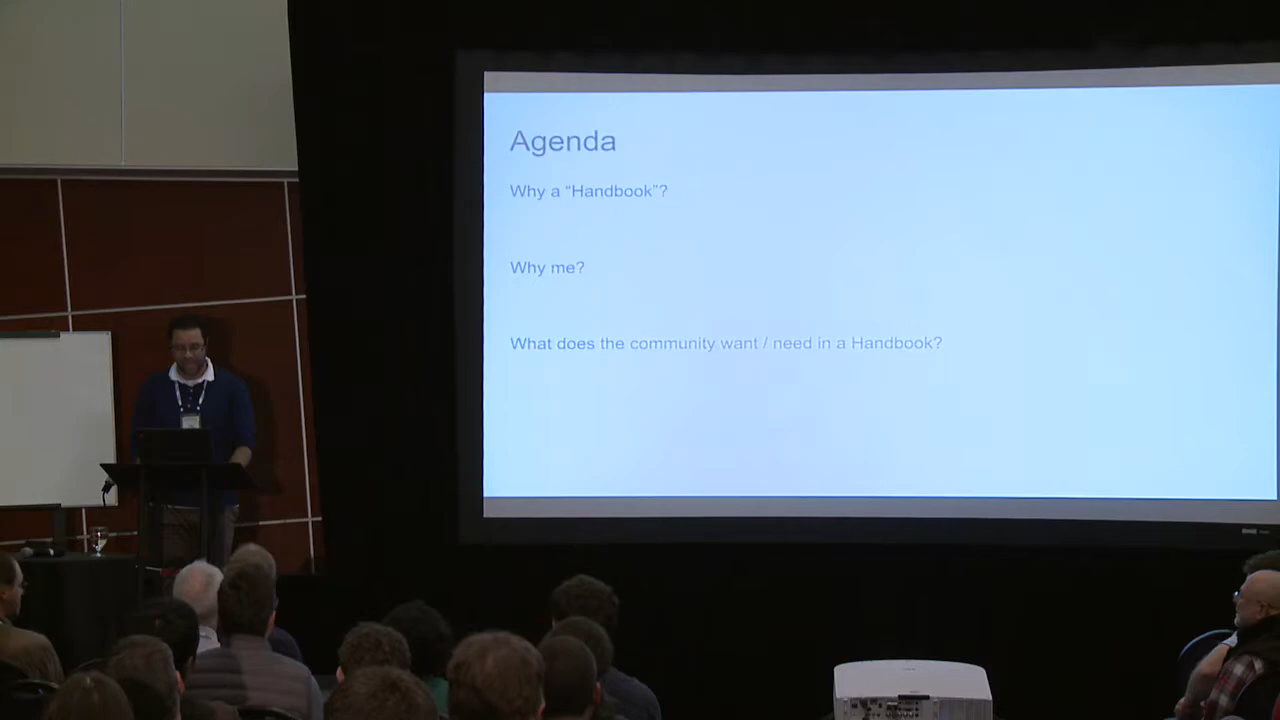 Agenda
Why a “Handbook”?
Why me?
What does the community want / need in a Handbook?